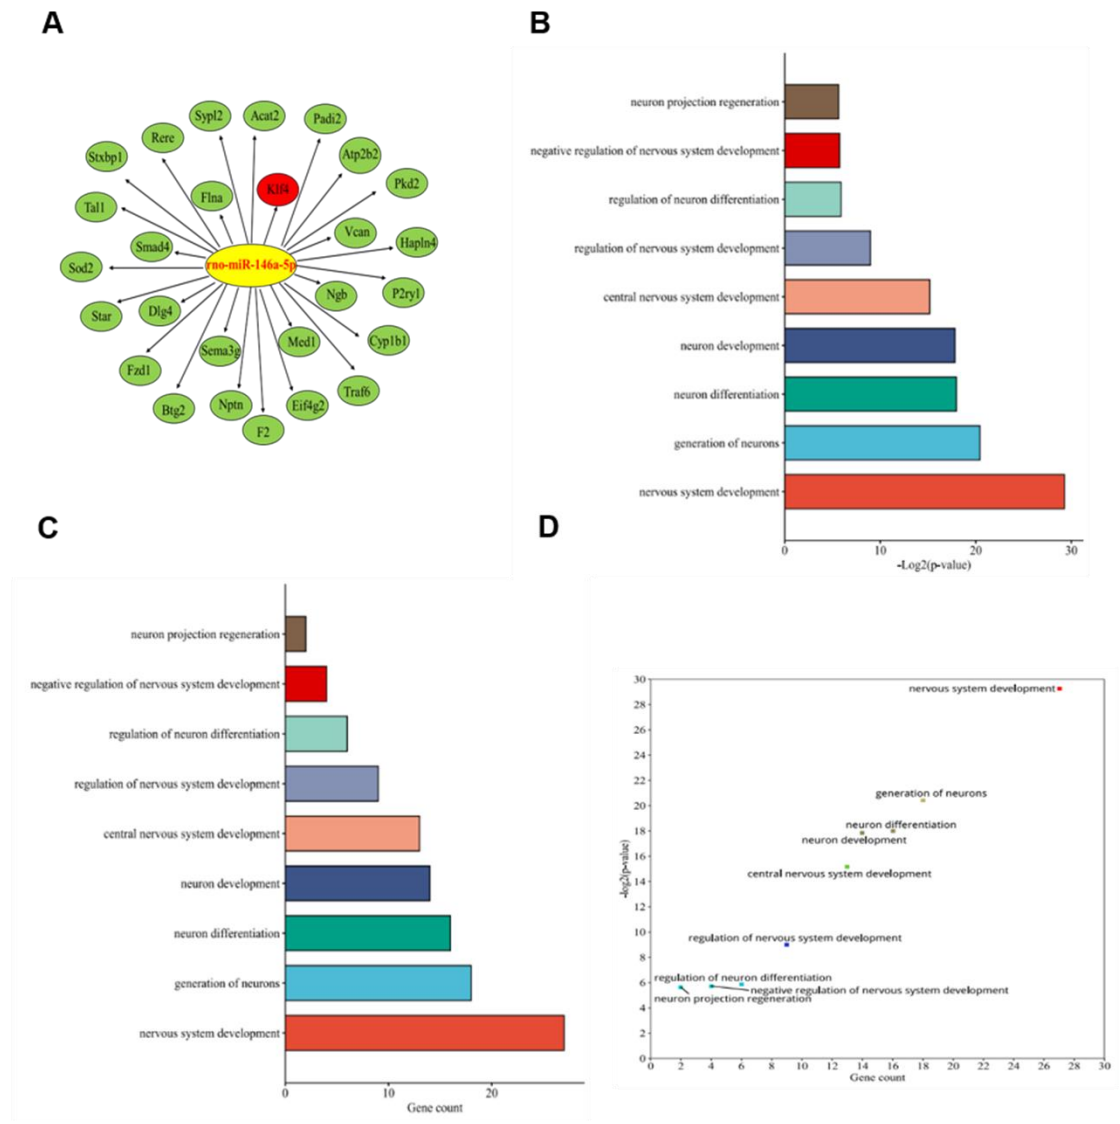 A
Sypl2
Acat2
Padi2
Rere
Atp2b2
Stxbp1
Pkd2
Klf4
Flna
Tal1
Vcan
Hapln4
Smad4
Sod2
rno-miR-146a-5p
Ngb
P2ry1
Star
Dlg4
Cyp1b1
Med1
Sema3g
Fzd1
Traf6
Btg2
Nptn
Eif4g2
F2
B
neuron projection regeneration
negative regulation of nervous system development
regulation of neuron differentiation
regulation of nervous system development
central nervous system development
neuron development
neuron differentiation
generation of neurons
nervous system development
0 10 20 30
-Log2(p-value)
C
neuron projection regeneration
negative regulation of nervous system development
regulation of neuron differentiation
regulation of nervous system development
central nervous system development
neuron development
neuron differentiation
generation of neurons
nervous system development
0 10 20
Gene count
D
30
28
26
24
22
20
18
16
14
12
10
8
6
4
2
0
-log2(p-value)
nervous system development
generation of neurons
neuron differentiation
neuron development
central nervous system development
regulation of nervous system development
regulation of neuron differentiation
negative regulation of nervous system development
neuron projection regeneration
0 2 4 6 8 10 12 14 16 18 20 22 24 26 28 30
Gene count